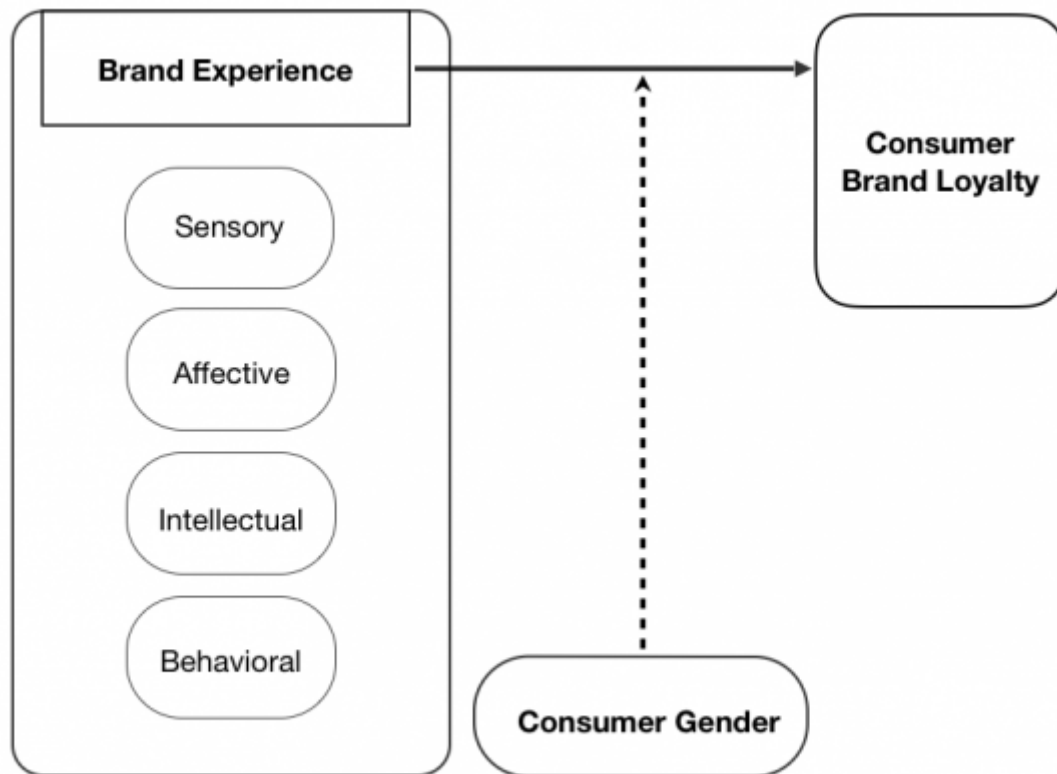 Brand Experience
Sensory
Affective
Intellectual
Behavioral
Consumer
Brand Loyalty
Consumer Gender